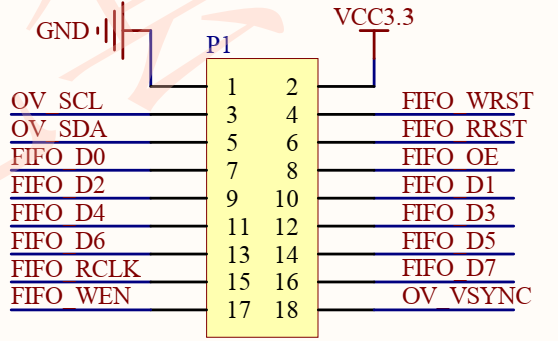 VCC3.3
GND
P1
1 2
OV_SCL 3 4 FIFO_WRST
OV_SDA 5 6 FIFO_RRST
FIFO_D0 7 8 FIFO_OE
FIFO_D2 9 10 FIFO_D1
FIFO_D4 11 12 FIFO_D3
FIFO_D6 13 14 FIFO_D5
FIFO_RCLK 15 16 FIFO_D7
FIFO_WEN 17 18 OV_VSYNC